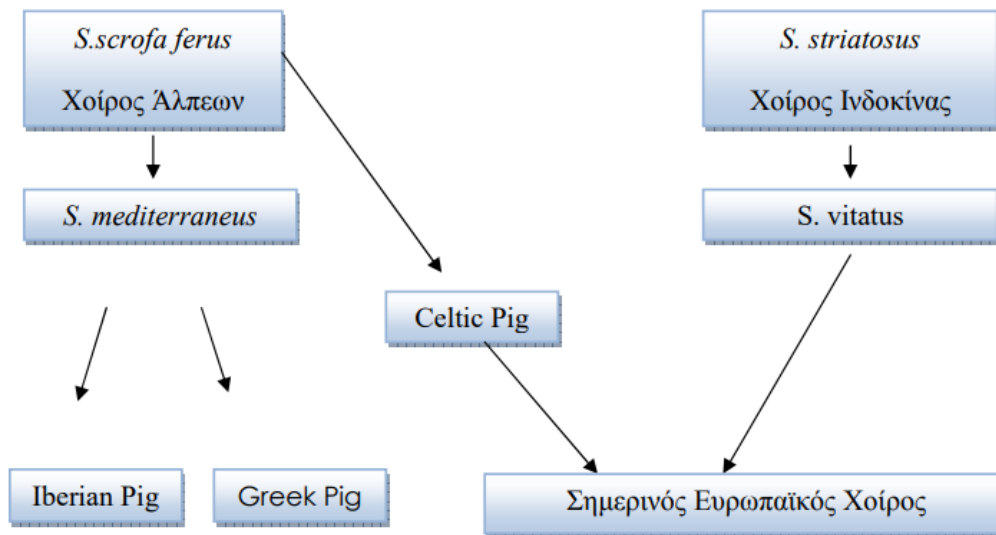 S.scrofa ferus
Χοίρος Άλπεων
S. striatosus
Χοίρος Ινδοκίνας
S. mediterraneus
S. vitatus
Celtic Pig
Iberian Pig
Greek Pig
Σημερινός Ευρωπαϊκός Χοίρος